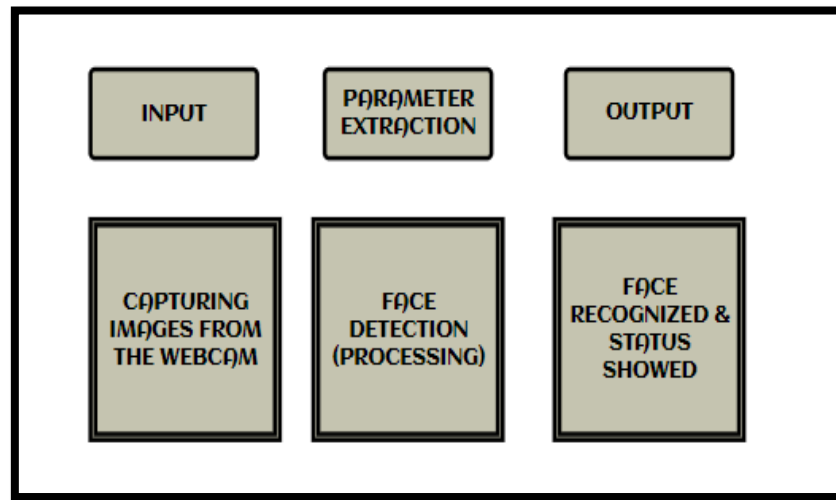 INPUT
PARAMETER
EXTRACTION
OUTPUT
CAPTURING
IMAGES FROM
THE WEBCAM
FACE
DETECTION
(PROCESSING)
FACE
RECOGNIZED &
STATUS
SHOWED